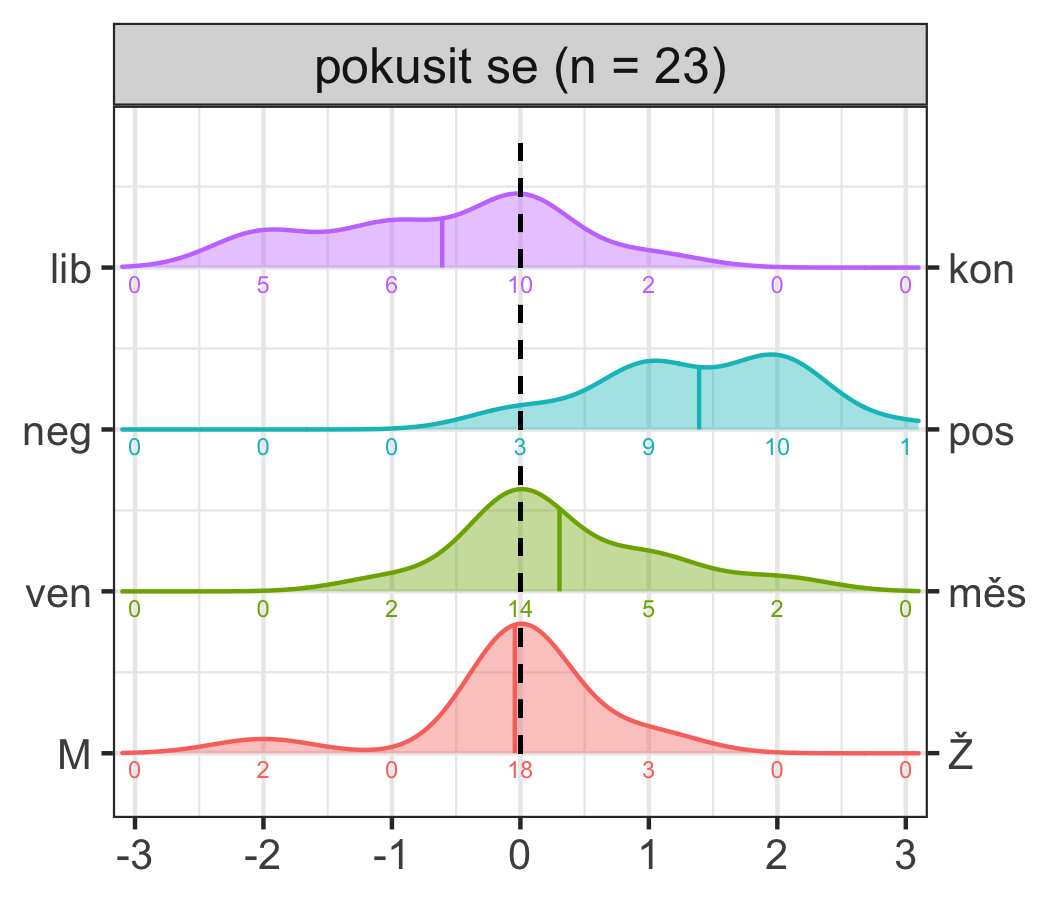 pokusit se (n = 23)
lib kon
0 5 6 10 2 0 0
neg pos
0 0 0 3 9 10 1
ven měs
0 0 2 14 5 2 0
M Ž
0 2 0 18 3 0 0
-3 -2 -1 0 1 2 3